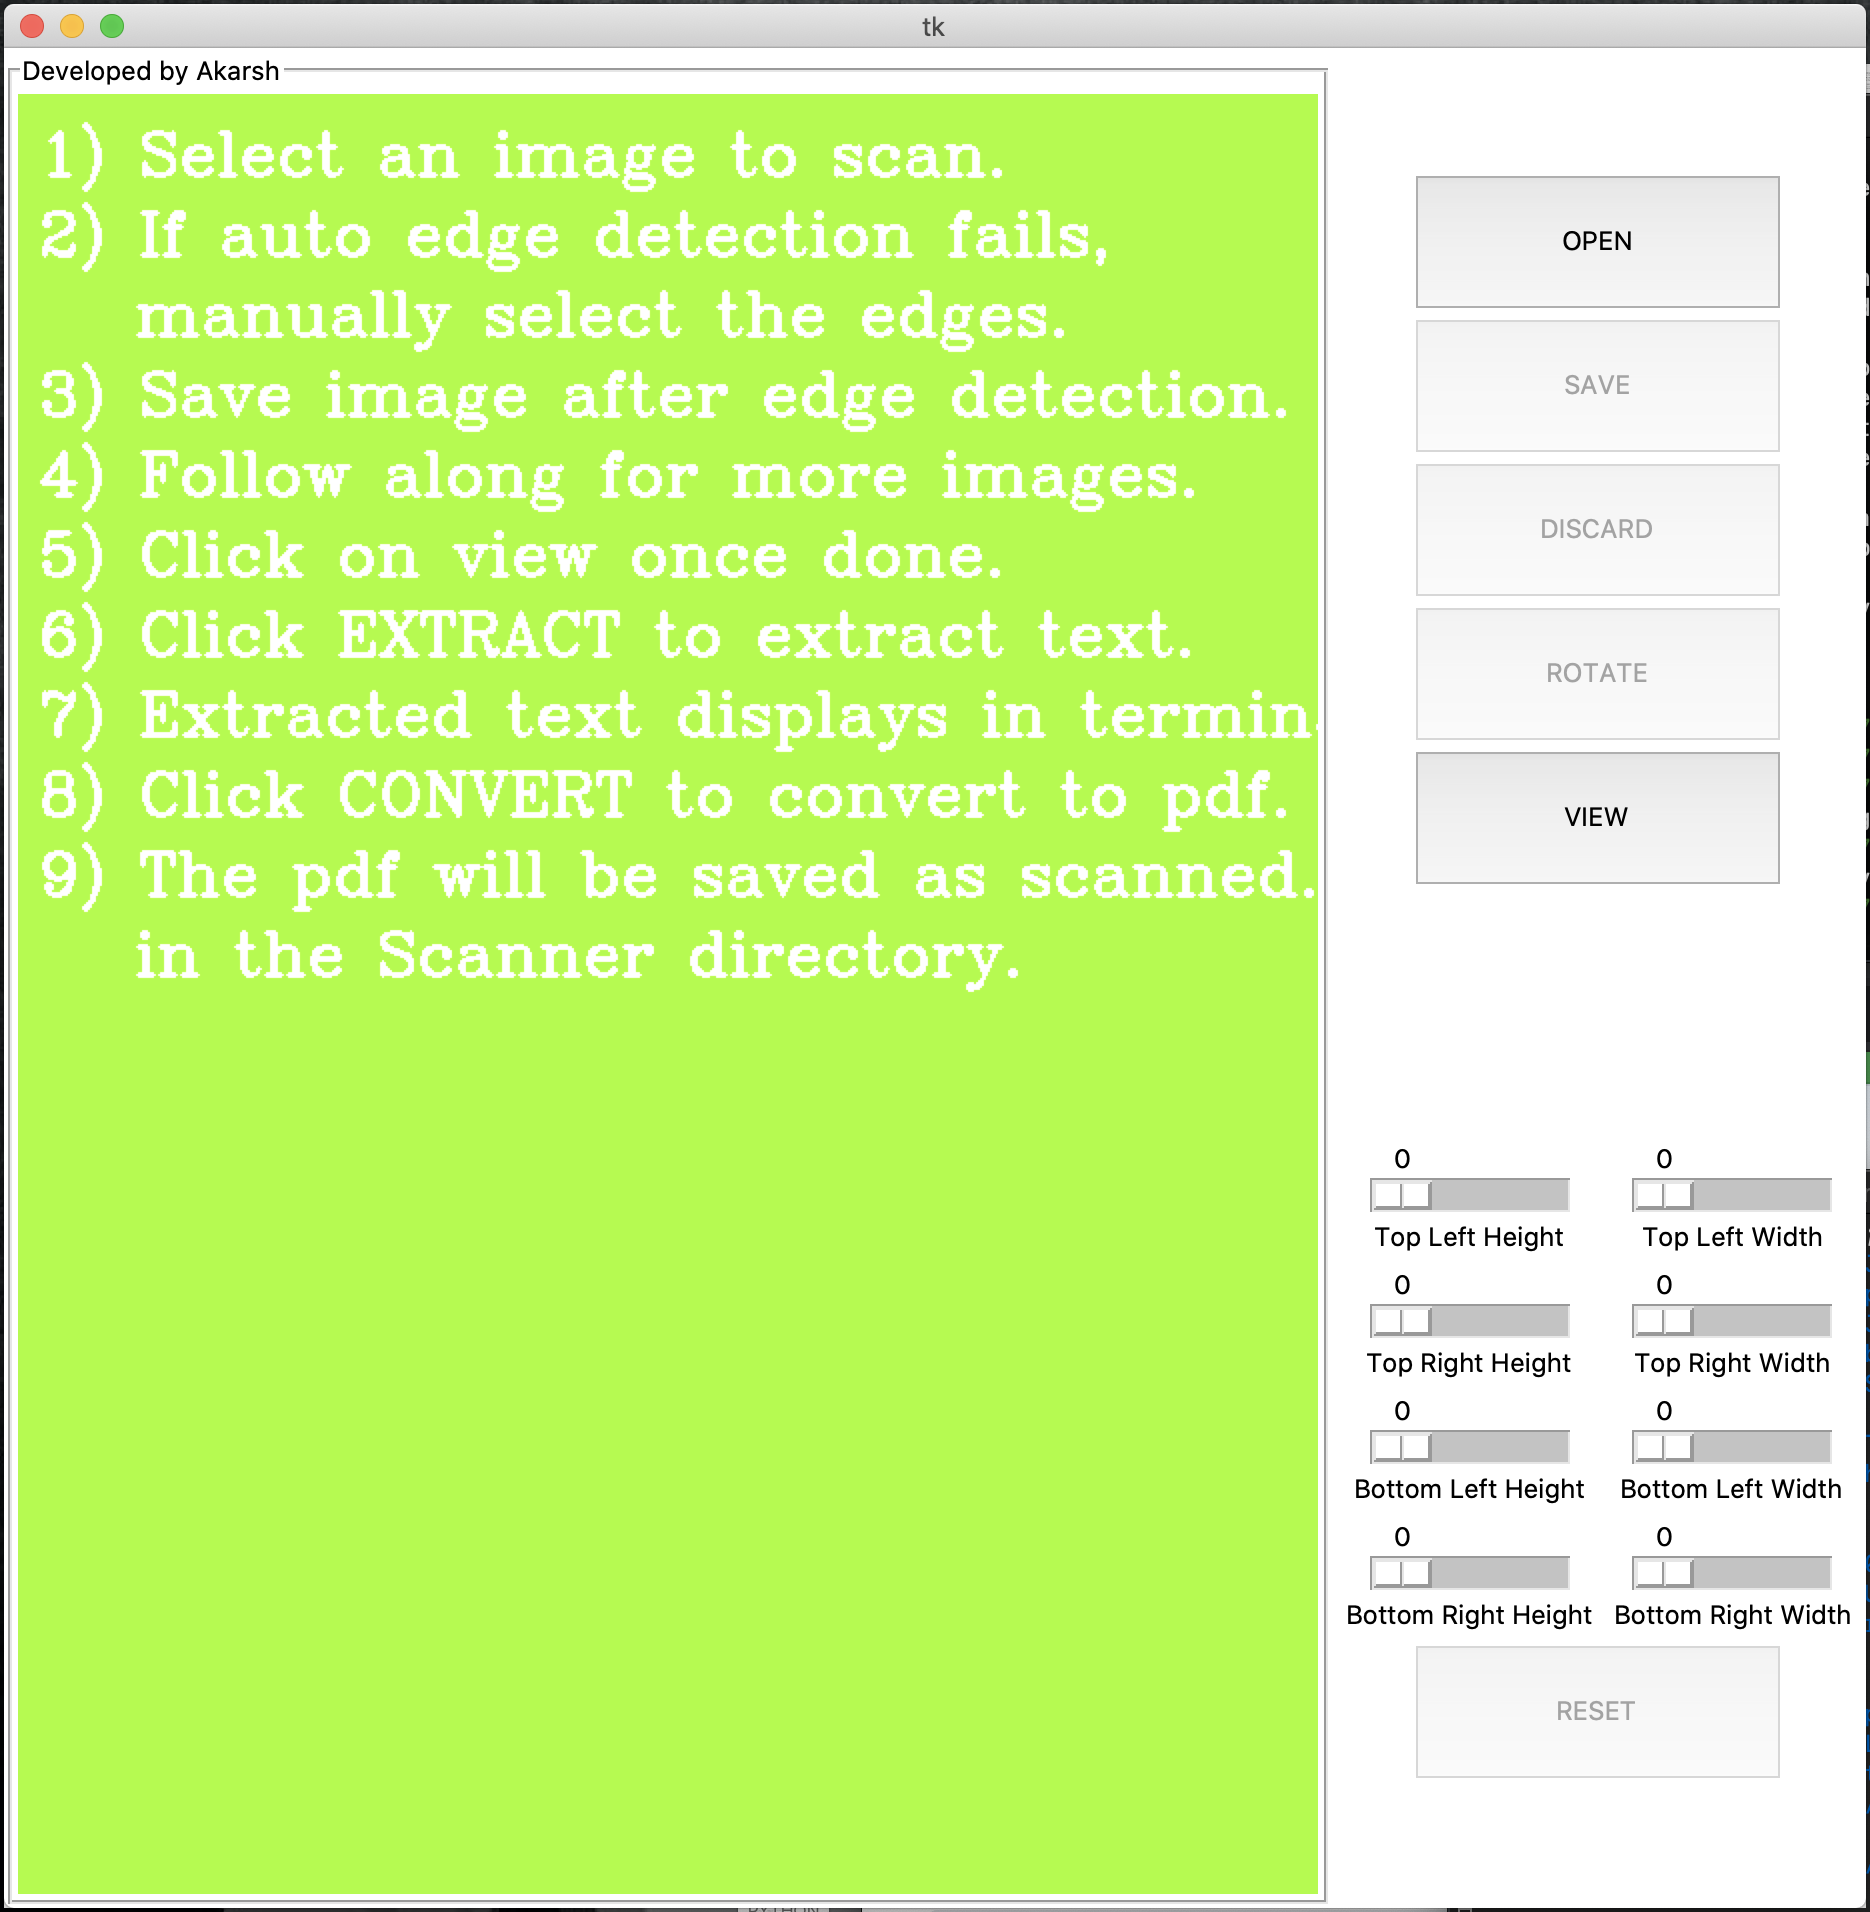 tk
Developed by Akarsh
1) Select an image to scan.
2) If auto edge detection fails,
manually select the edges.
3) Save image after edge detection.
4) Follow along for more images.
5) Click on view once done.
6) Click EXTRACT to extract text.
7) Extracted text displays in termin
8) Click CONVERT to convert to pdf.
9) The pdf will be saved as scanned.
in the Scanner directory.
OPEN
SAVE
DISCARD
ROTATE
VIEW
0 0
Top Left Height Top Left Width
0 0
Top Right Height Top Right Width
0 0
Bottom Left Height Bottom Left Width
0 0
Bottom Right Height Bottom Right Width
RESET